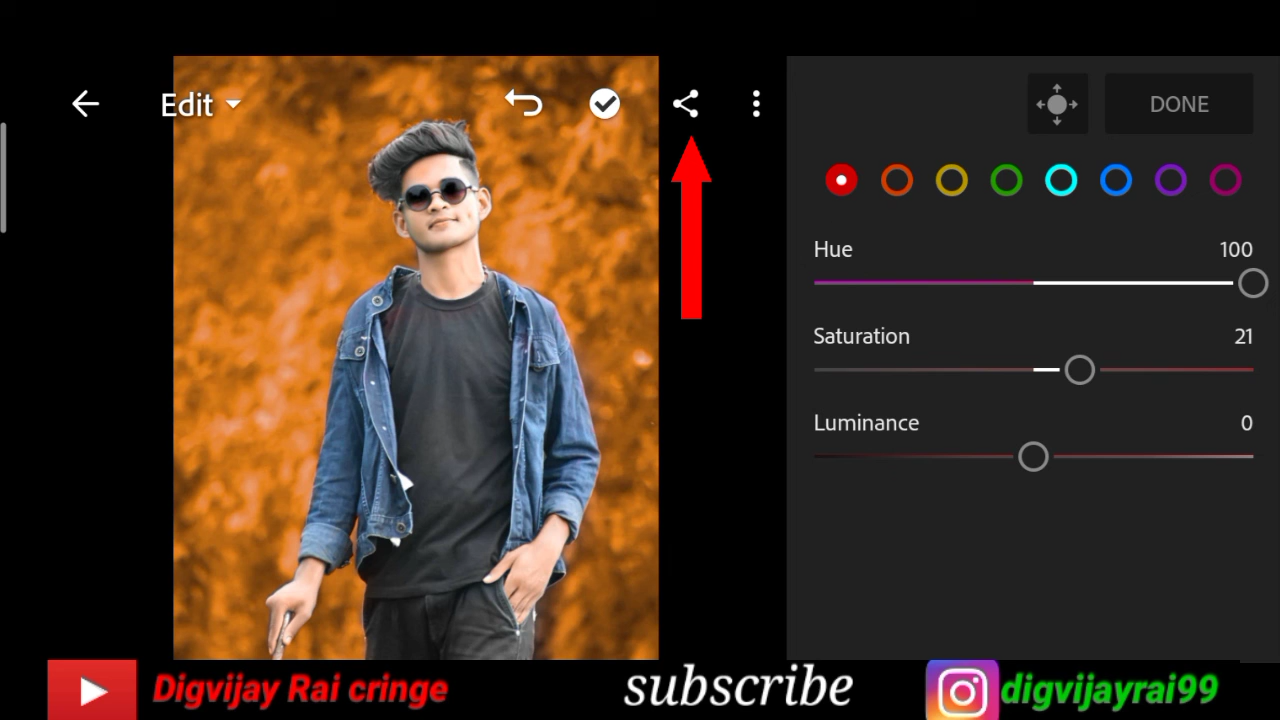 Edit
DONE
Hue 100
Saturation 21
Luminance 0
Digvijay Rai cringe subscribe digvijayrai99